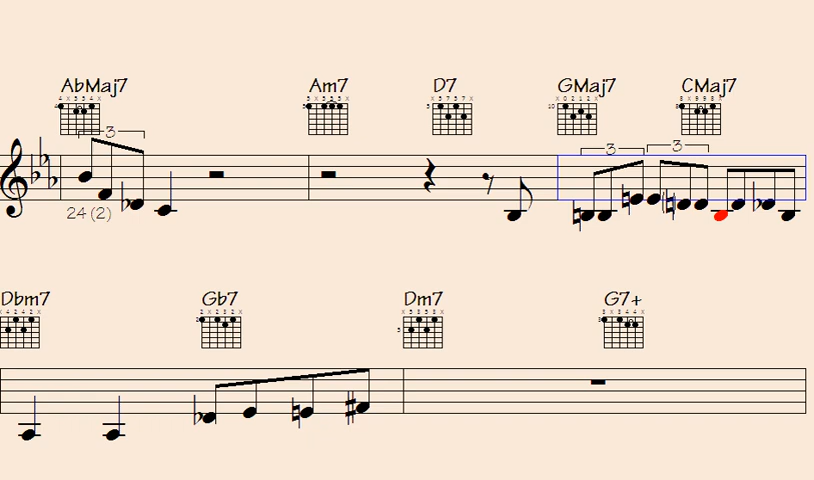 AbMaj7 Am7 D7 GMaj7 CMaj7
3 3 3
24 (2)
Dbm7 Gb7 Dm7 G7+